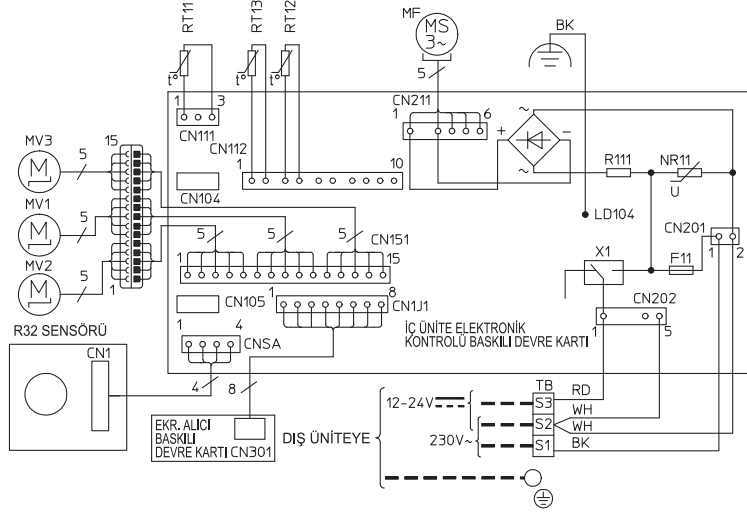 RT11
RT13
RT12
MF
MS
3~
BK
t°
t°
t°
5
1
3
CN211
1
6
CN111
~
+
-
~
MV3
15
CN112
M
5
1
10
R111
NR11
U
CN104
LD104
MV1
M
5
5
5
5
CN151
CN201
1
2
MV2
M
5
1
15
X1
F11
1
CN105
8
CN1J1
CN202
R32 SENSÖRÜ
1
4
CNSA
İÇ ÜNİTE ELEKTRONİK
KONTROLÜ BASKILI DEVRE KARTI
1
5
CN1
4
8
12-24V
TB
RD
S3
WH
EKR. ALICI
BASKILI
DEVRE KARTI CN301
DIŞ ÜNİTEYE
S2
WH
230V~
S1
BK